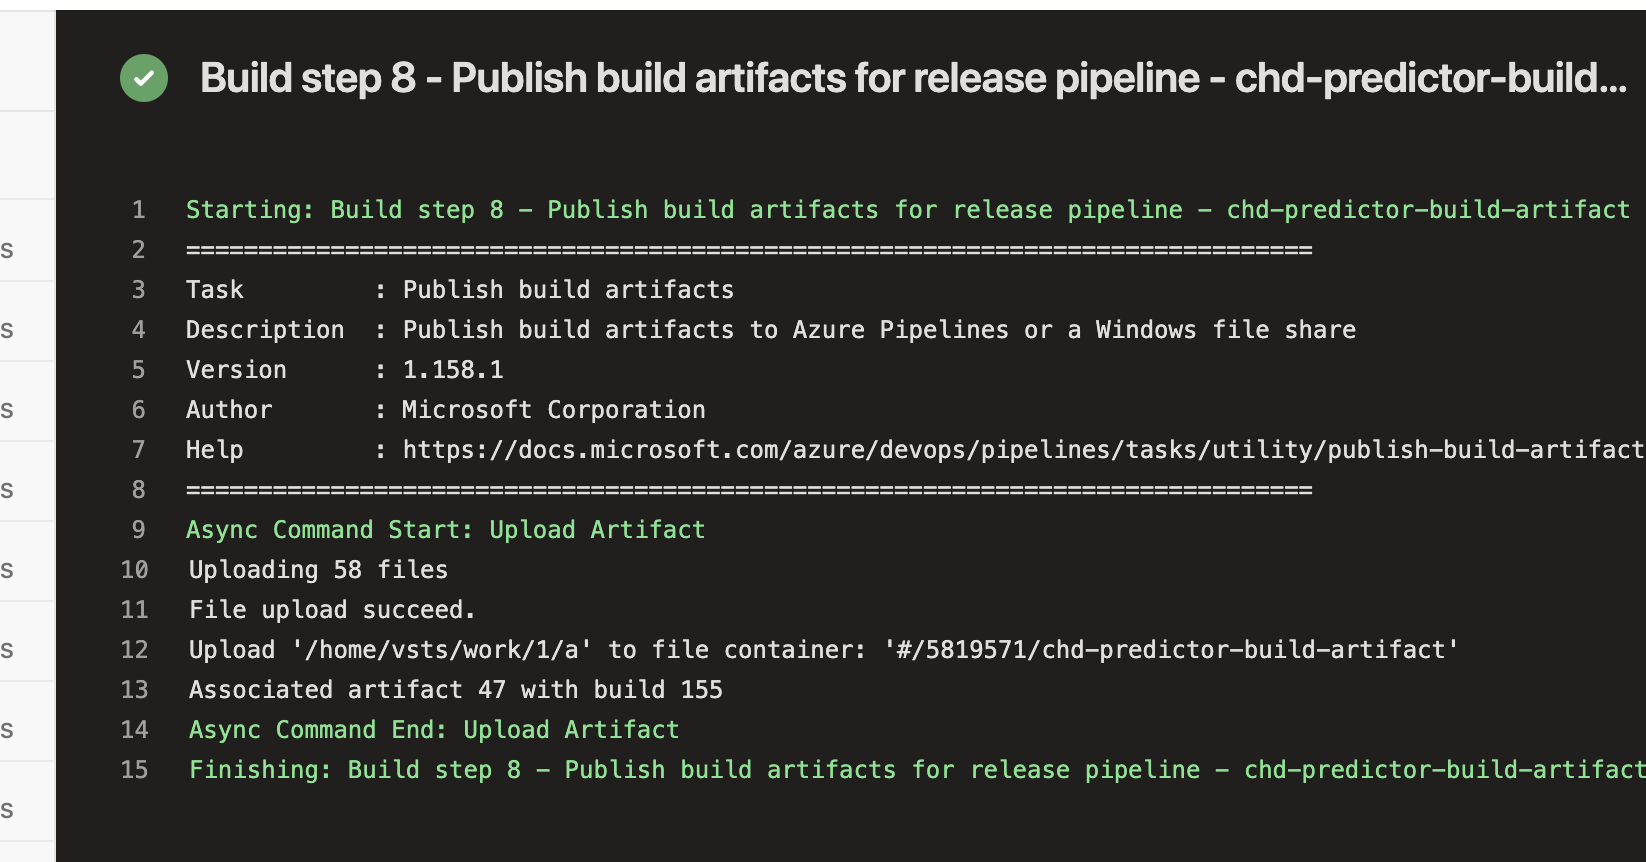 Build step 8 - Publish build artifacts for release pipeline - chd-predictor-build...
1 Starting: Build step 8 - Publish build artifacts for release pipeline - chd-predictor-build-artifact
2 ==============================================================================
3 Task         : Publish build artifacts
4 Description  : Publish build artifacts to Azure Pipelines or a Windows file share
5 Version      : 1.158.1
6 Author       : Microsoft Corporation
7 Help         : https://docs.microsoft.com/azure/devops/pipelines/tasks/utility/publish-build-artifact
8 ==============================================================================
9 Async Command Start: Upload Artifact
10 Uploading 58 files
11 File upload succeed.
12 Upload '/home/vsts/work/1/a' to file container: '#/5819571/chd-predictor-build-artifact'
13 Associated artifact 47 with build 155
14 Async Command End: Upload Artifact
15 Finishing: Build step 8 - Publish build artifacts for release pipeline - chd-predictor-build-artifact
s
s
s
s
s
s
s
s